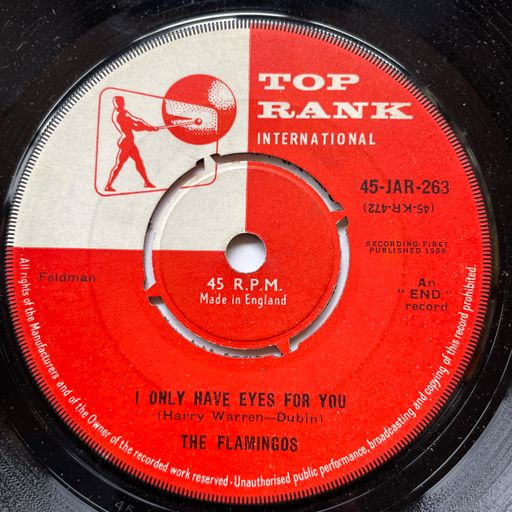 TOP
RANK
INTERNATIONAL
45-JAR-263
(45-KR-472)
RECORDING FIRST
PUBLISHED 1959
Feldman
45 R.P.M.
Made in England
An
"END"
record
I ONLY HAVE EYES FOR YOU
(Harry Warren—Dubin)
THE FLAMINGOS
All rights of the Manufacturers and of the Owner of the recorded work reserved - Unauthorised public performance, broadcasting and copying of this record prohibited.